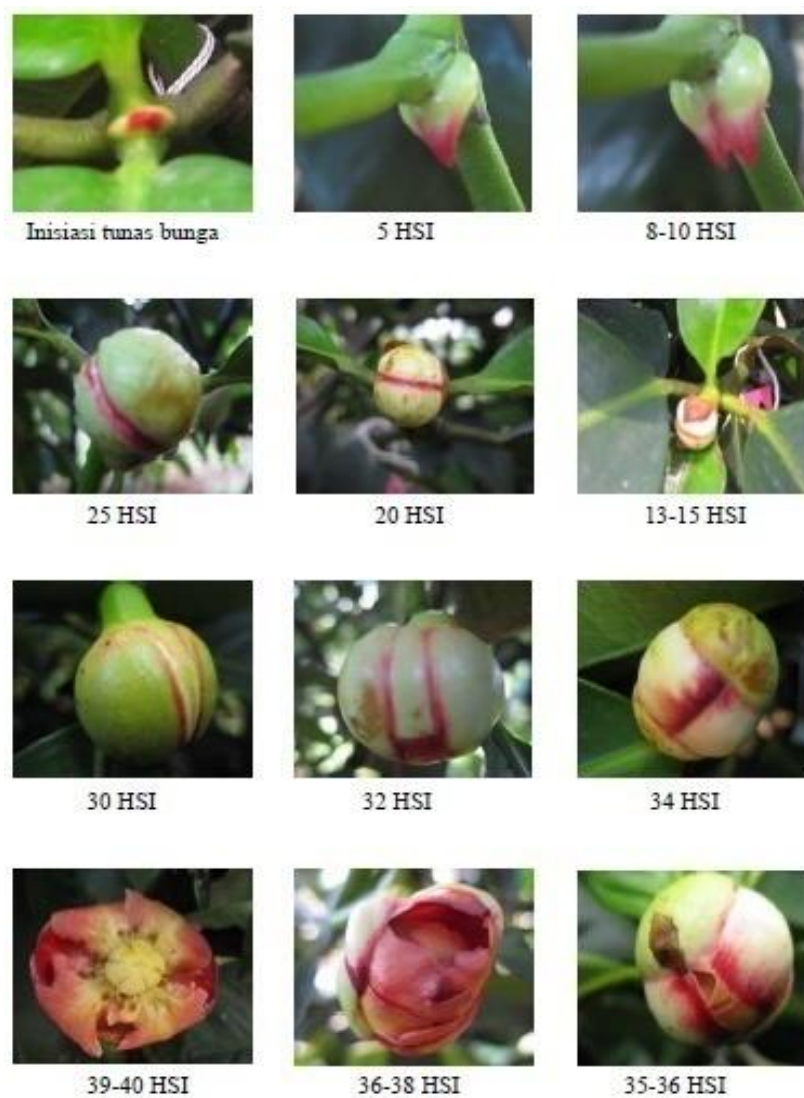 Inisiasi tunas bunga
5 HSI
8-10 HSI
25 HSI
20 HSI
13-15 HSI
30 HSI
32 HSI
34 HSI
39-40 HSI
36-38 HSI
35-36 HSI